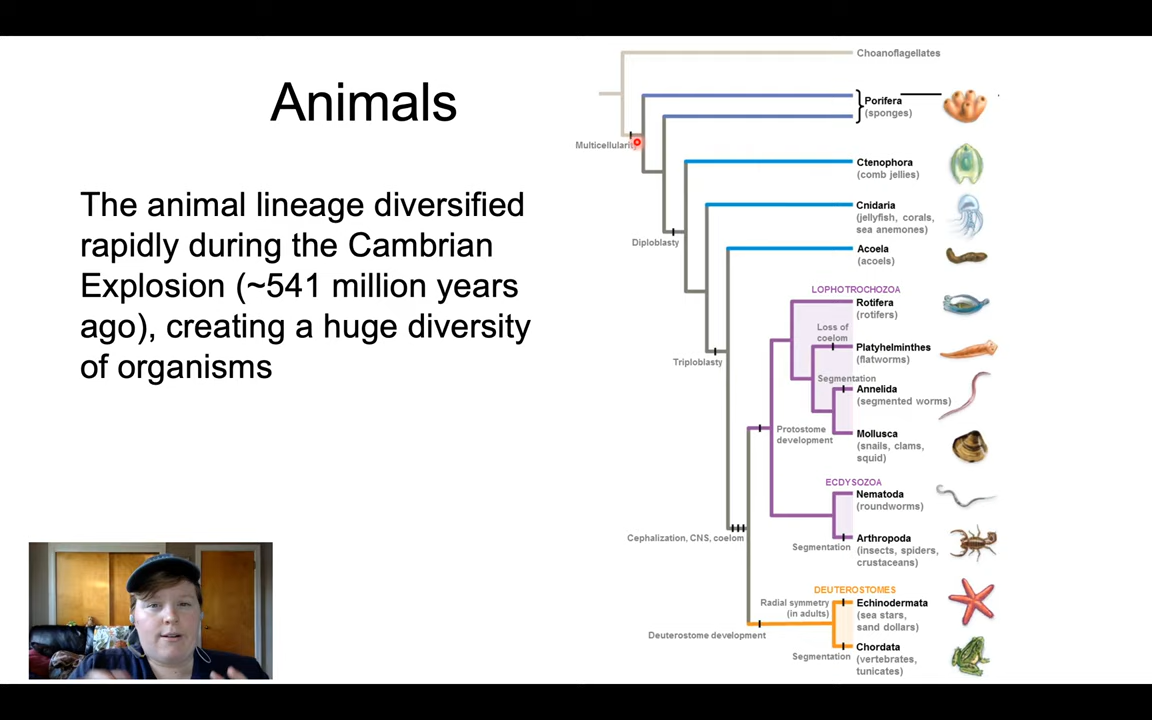 Animals
The animal lineage diversified
rapidly during the Cambrian
Explosion (~541 million years
ago), creating a huge diversity
of organisms
Choanoflagellates
Porifera
(sponges)
Multicellularity
Ctenophora
(comb jellies)
Cnidaria
(jellyfish, corals,
sea anemones)
Diploblasty
Acoela
(acoels)
LOPHOTROCHOZOA
Rotifera
(rotifers)
Loss of
coelom
Platyhelminthes
(flatworms)
Triploblasty
Segmentation
Annelida
(segmented worms)
Protostome
development
Mollusca
(snails, clams,
squid)
ECDYSOZOA
Nematoda
(roundworms)
Cephalization, CNS, coelom
Segmentation
Arthropoda
(insects, spiders,
crustaceans)
DEUTEROSTOMES
Radial symmetry
(in adults)
Echinodermata
(sea stars,
sand dollars)
Deuterostome development
Segmentation
Chordata
(vertebrates,
tunicates)